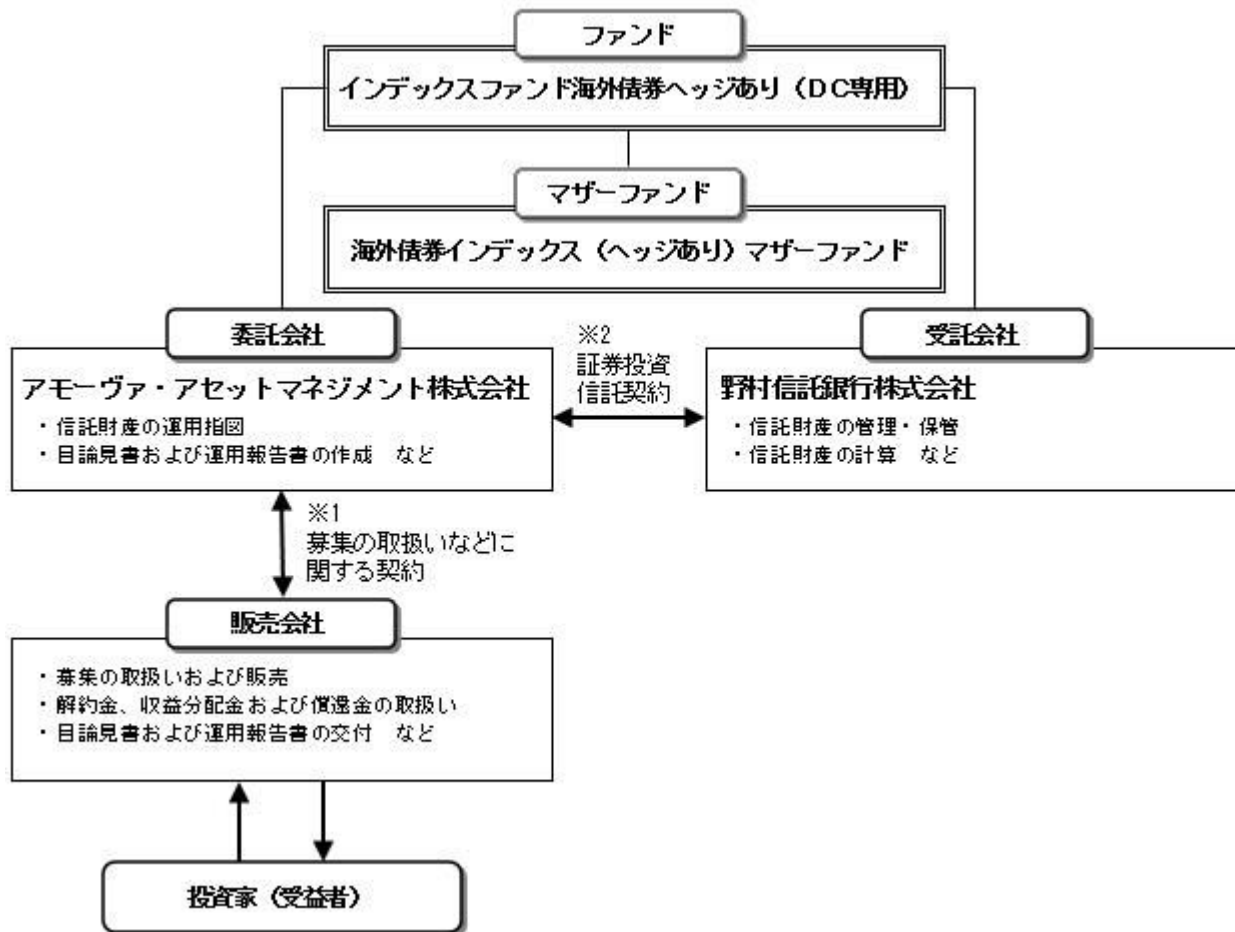 ファンド
インデックスファンド海外債券ヘッジあり（ＤＣ専用）
マザーファンド
海外債券インデックス（ヘッジあり）マザーファンド
委託会社
アモーヴァ・アセットマネジメント株式会社
・信託財産の運用指図
・目論見書および運用報告書の作成　など
※2
証券投資
信託契約
受託会社
野村信託銀行株式会社
・信託財産の管理・保管
・信託財産の計算　など
※1
募集の取扱いなどに
関する契約
販売会社
・募集の取扱いおよび販売
・解約金、収益分配金および償還金の取扱い
・目論見書および運用報告書の交付　など
投資家（受益者）